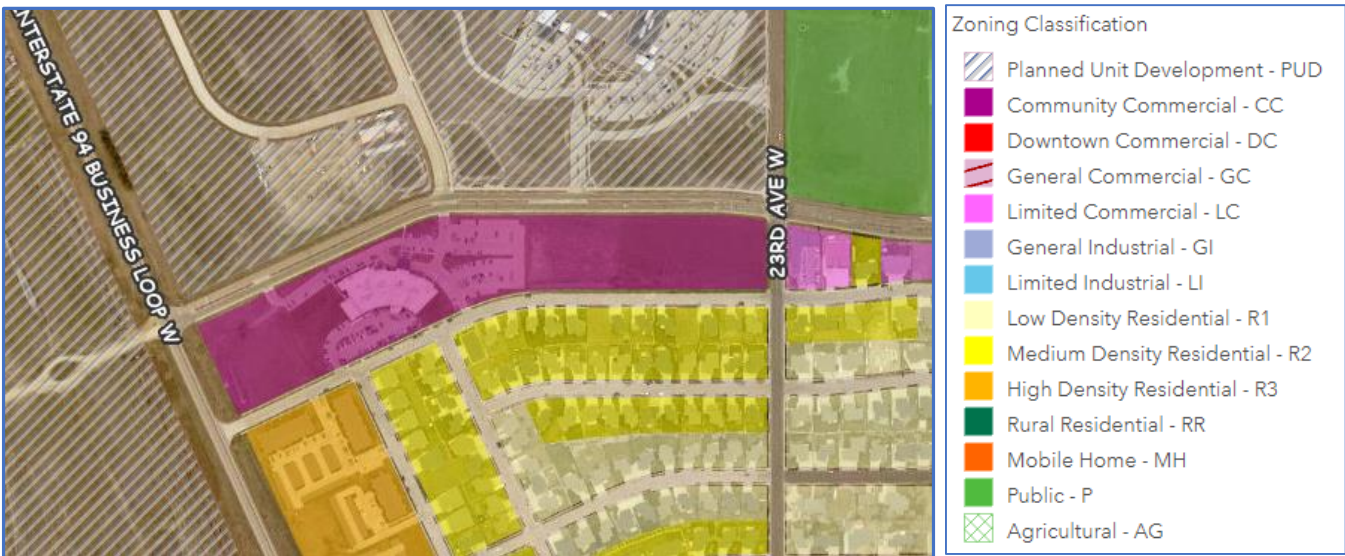 INTERSTATE 94 BUSINESS LOOP W
23RD AVE W
Zoning Classification
Planned Unit Development - PUD
Community Commercial - CC
Downtown Commercial - DC
General Commercial - GC
Limited Commercial - LC
General Industrial - GI
Limited Industrial - LI
Low Density Residential - R1
Medium Density Residential - R2
High Density Residential - R3
Rural Residential - RR
Mobile Home - MH
Public - P
Agricultural - AG